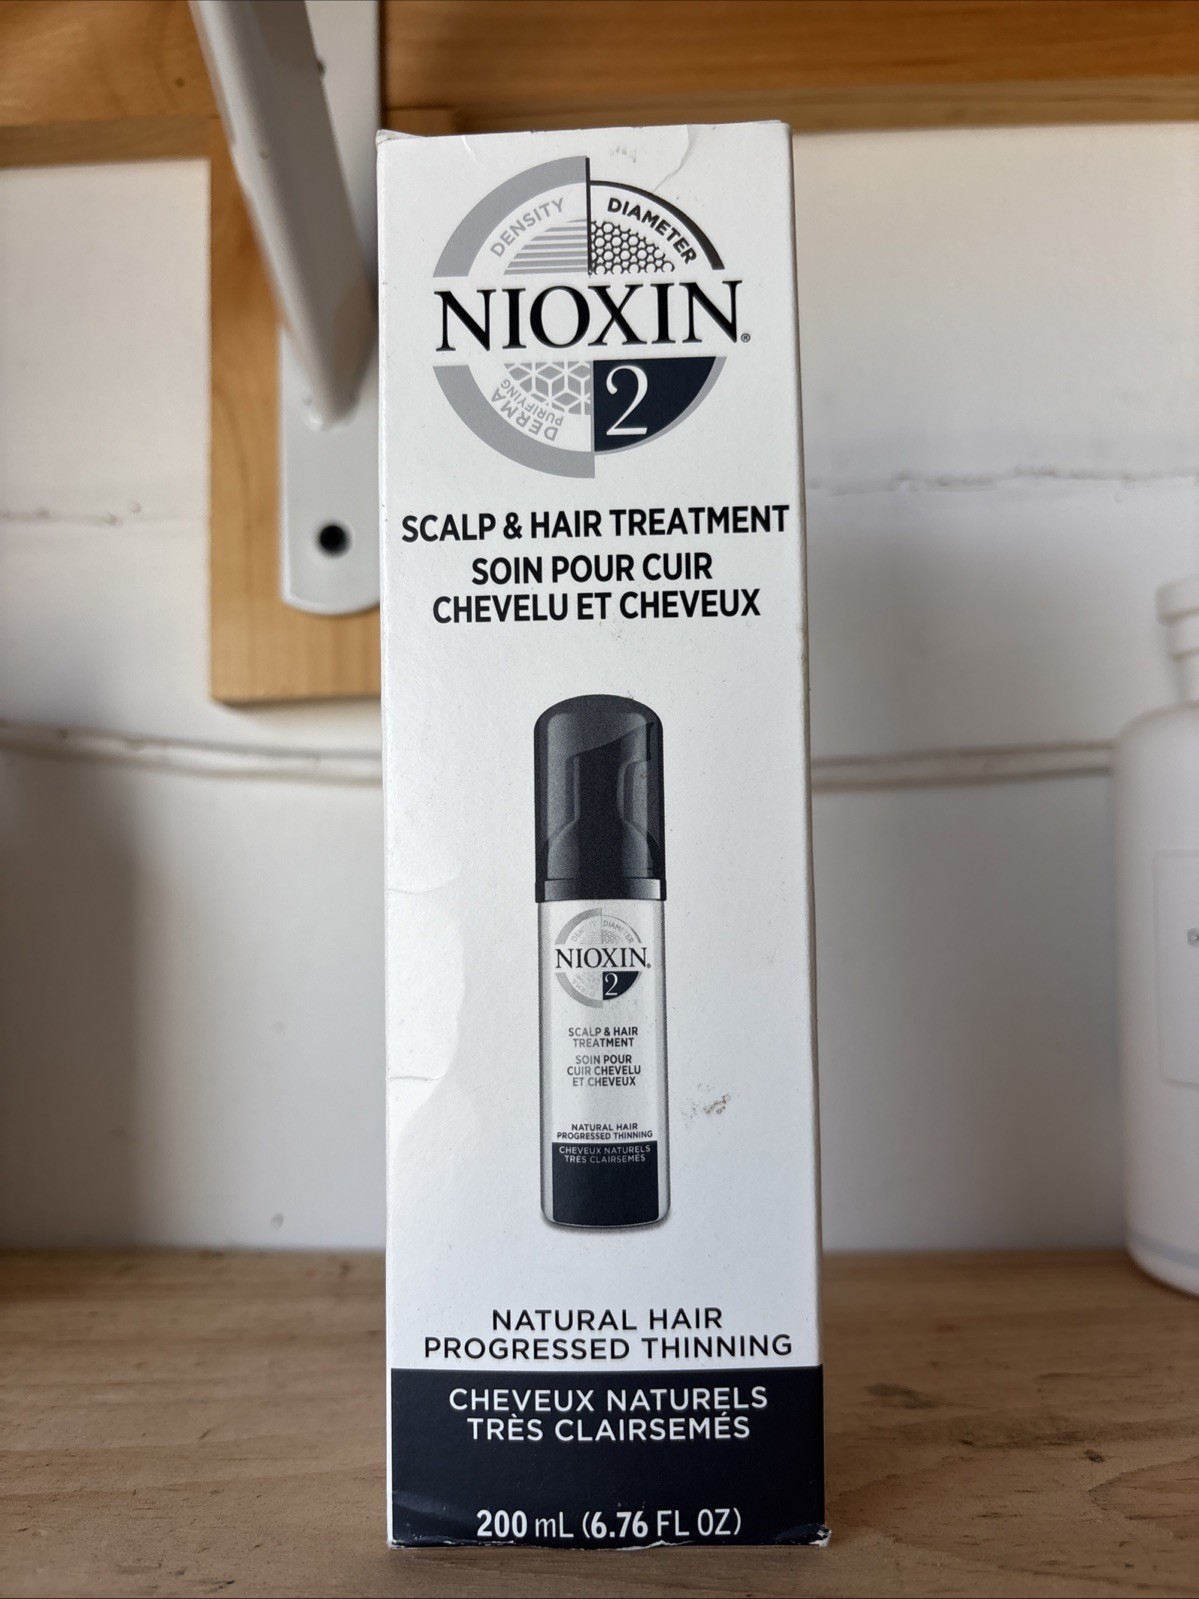 DENSITY
DIAMETER
NIOXIN®
DERMA
PURIFYING
2
SCALP & HAIR TREATMENT
SOIN POUR CUIR
CHEVELU ET CHEVEUX
NIOXIN®
2
SCALP & HAIR
TREATMENT
SOIN POUR
CUIR CHEVELU
ET CHEVEUX
NATURAL HAIR
PROGRESSED THINNING
CHEVEUX NATURELS
TRÈS CLAIRSEMÉS
NATURAL HAIR
PROGRESSED THINNING
CHEVEUX NATURELS
TRÈS CLAIRSEMÉS
200 mL (6.76 FL OZ)